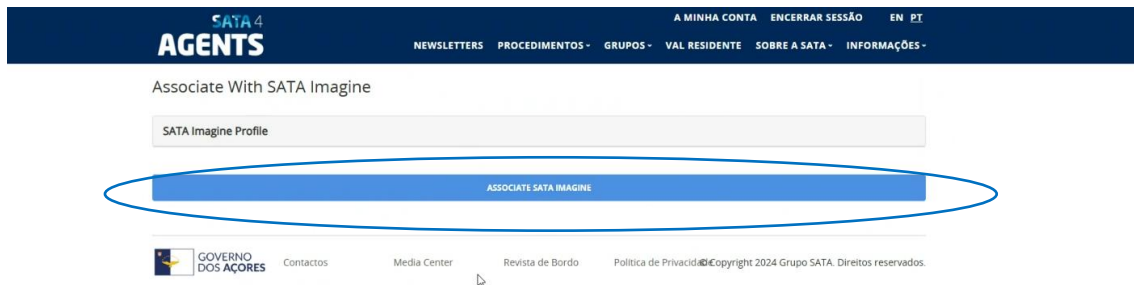 SATA 4
AGENTS
A MINHA CONTA ENCERRAR SESSÃO EN PT
NEWSLETTERS PROCEDIMENTOS GRUPOS VAL RESIDENTE SOBRE A SATA INFORMAÇÕES
Associate With SATA Imagine
SATA Imagine Profile
ASSOCIATE SATA IMAGINE
GOVERNO
DOS AÇORES
Contactos Media Center Revista de Bordo Política de Privacidade © Copyright 2024 Grupo SATA. Direitos reservados.